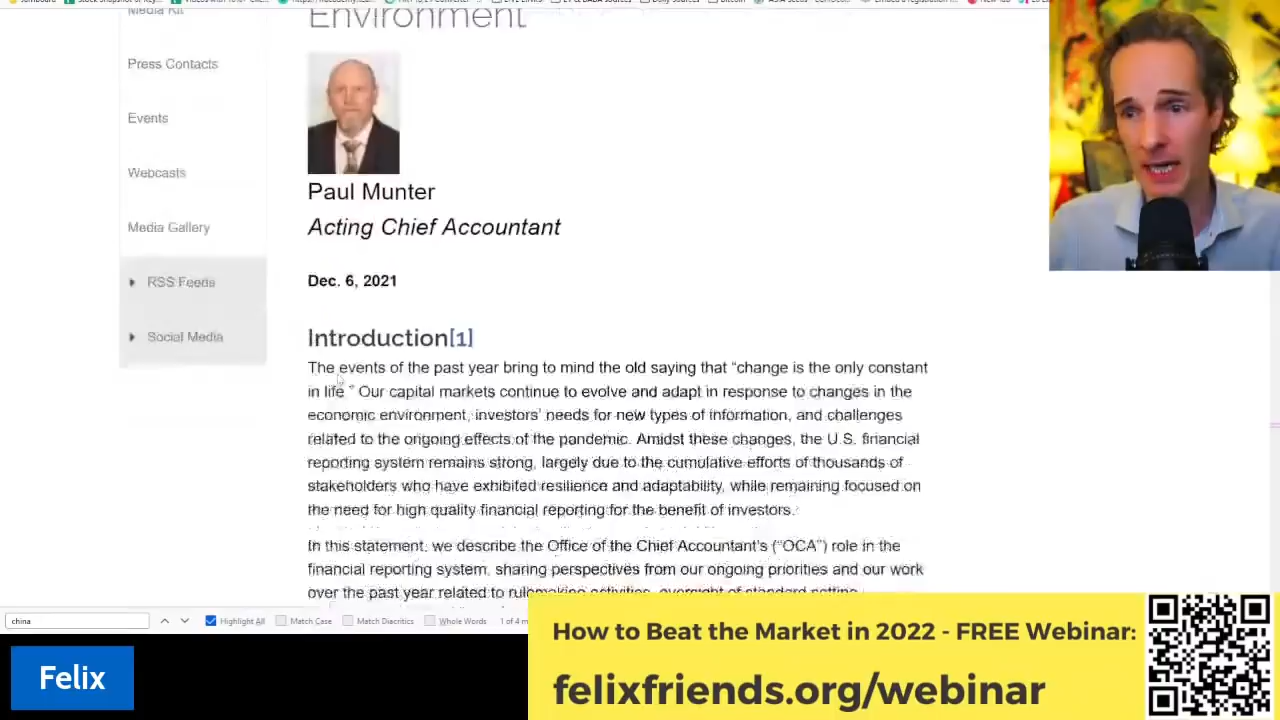 Environment
Media Kit
Press Contacts
Events
Webcasts
Media Gallery
RSS Feeds
Social Media
Paul Munter
Acting Chief Accountant
Dec. 6, 2021
Introduction[1]
The events of the past year bring to mind the old saying that “change is the only constant
in life.” Our capital markets continue to evolve and adapt in response to changes in the
economic environment, investors’ needs for new types of information, and challenges
related to the ongoing effects of the pandemic. Amidst these changes, the U.S. financial
reporting system remains strong, largely due to the cumulative efforts of thousands of
stakeholders who have exhibited resilience and adaptability, while remaining focused on
the need for high quality financial reporting for the benefit of investors.
In this statement, we describe the Office of the Chief Accountant’s (“OCA”) role in the
financial reporting system, sharing perspectives from our ongoing priorities and our work
over the past year related to rulemaking activities, oversight of standard setting
china
Highlight All
Match Case
Match Diacritics
Whole Words
1 of 4 m
Felix
How to Beat the Market in 2022 - FREE Webinar:
felixfriends.org/webinar